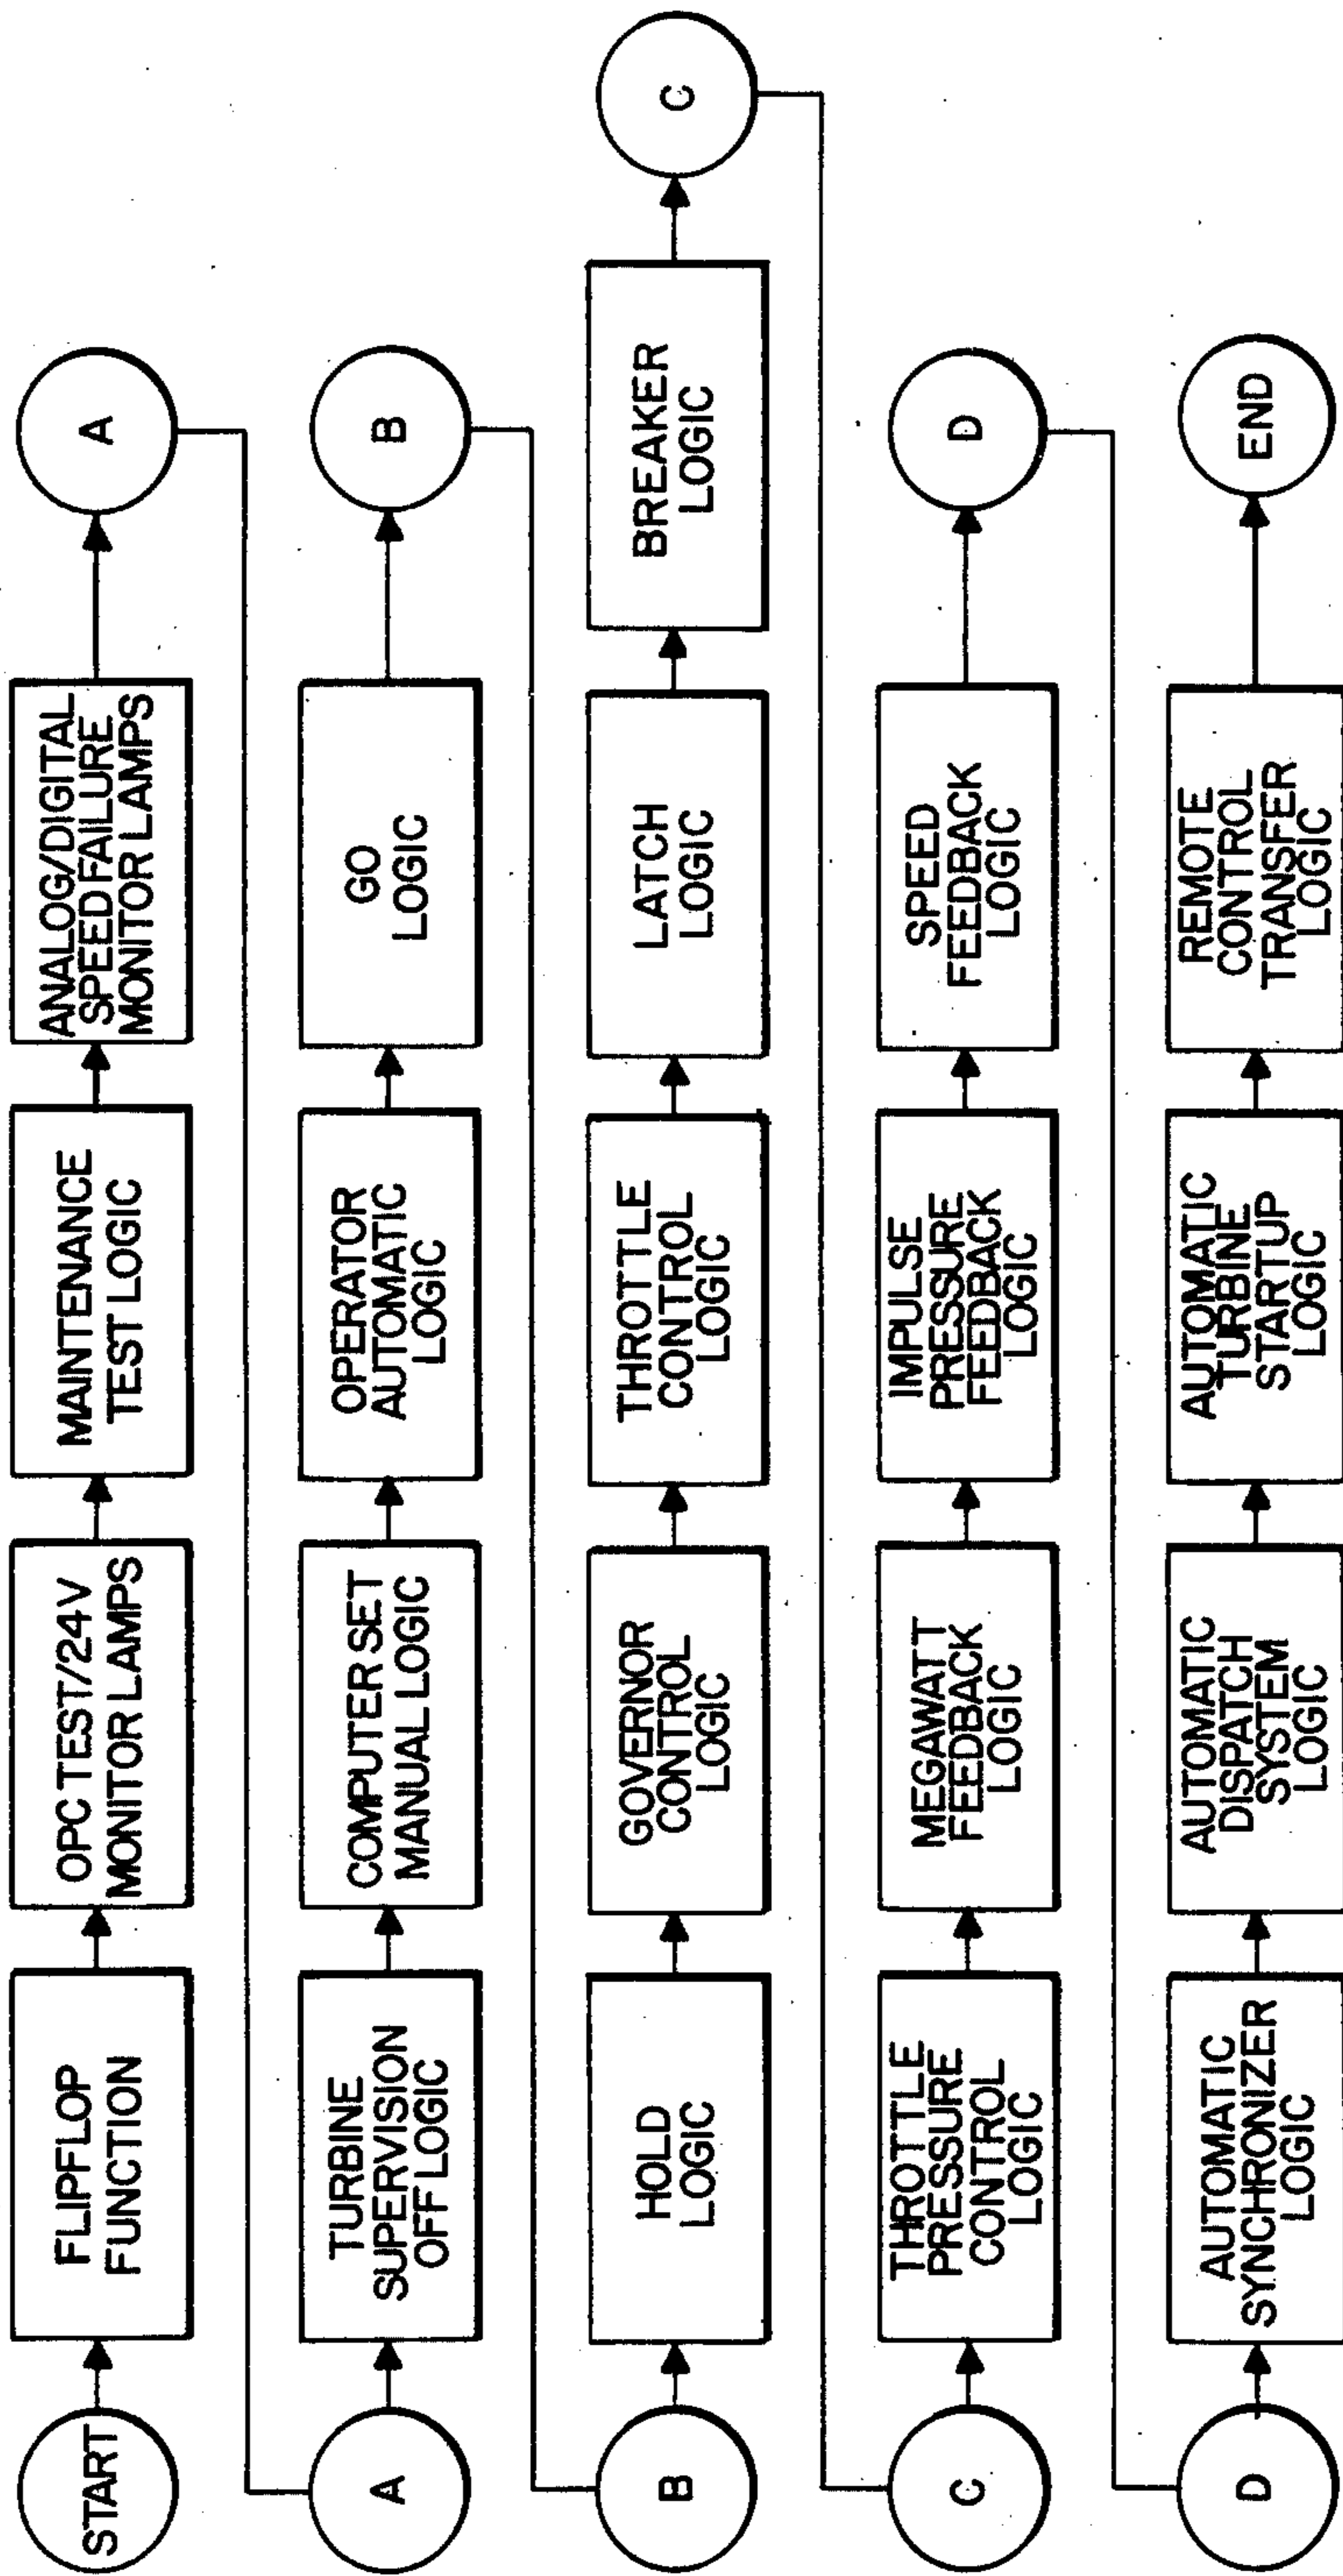 START
FLIPFLOP
FUNCTION
OPC TEST/24V
MONITOR LAMPS
MAINTENANCE
TEST LOGIC
ANALOG/DIGITAL
SPEED FAILURE
MONITOR LAMPS
A
A
TURBINE
SUPERVISION
OFF LOGIC
COMPUTER SET
MANUAL LOGIC
OPERATOR
AUTOMATIC
LOGIC
GO
LOGIC
B
B
HOLD
LOGIC
GOVERNOR
CONTROL
LOGIC
THROTTLE
CONTROL
LOGIC
LATCH
LOGIC
BREAKER
LOGIC
C
C
THROTTLE
PRESSURE
CONTROL
LOGIC
MEGAWATT
FEEDBACK
LOGIC
IMPULSE
PRESSURE
FEEDBACK
LOGIC
SPEED
FEEDBACK
LOGIC
D
D
AUTOMATIC
SYNCHRONIZER
LOGIC
AUTOMATIC
DISPATCH
SYSTEM
LOGIC
AUTOMATIC
TURBINE
STARTUP
LOGIC
REMOTE
CONTROL
TRANSFER
LOGIC
END